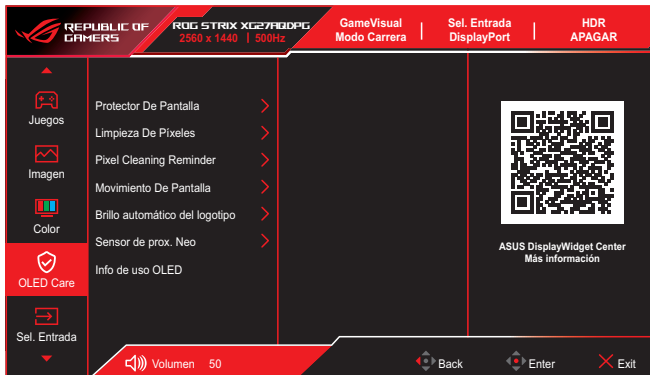 REPUBLIC OF
GAMERS
ROG STRIX XG27AQDPG
2560 x 1440 | 500Hz
GameVisual
Modo Carrera
Sel. Entrada
DisplayPort
HDR
APAGAR
Juegos
Imagen
Color
OLED Care
Sel. Entrada
Protector De Pantalla
Limpieza De Píxeles
Pixel Cleaning Reminder
Movimiento De Pantalla
Brillo automático del logotipo
Sensor de prox. Neo
Info de uso OLED
ASUS DisplayWidget Center
Más información
Volumen 50
Back
Enter
Exit